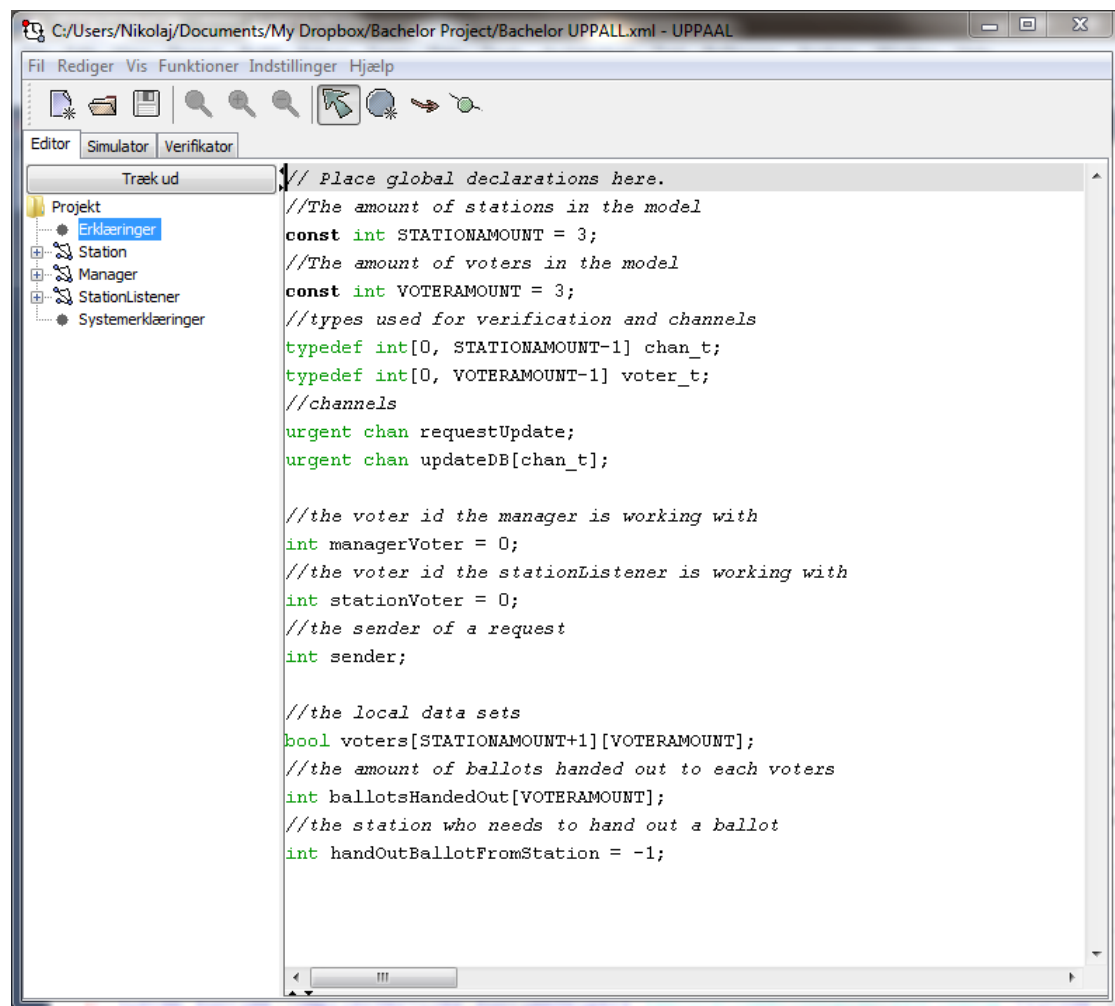 C:/Users/Nikolaj/Documents/My Dropbox/Bachelor Project/Bachelor UPPALL.xml - UPPAAL
Fil Rediger Vis Funktioner Indstillinger Hjælp
Editor Simulator Verifikator
Træk ud
Projekt
Erklæringer
Station
Manager
StationListener
Systemerklæringer
// Place global declarations here.
//The amount of stations in the model
const int STATIONAMOUNT = 3;
//The amount of voters in the model
const int VOTERAMOUNT = 3;
//types used for verification and channels
typedef int[0, STATIONAMOUNT-1] chan_t;
typedef int[0, VOTERAMOUNT-1] voter_t;
//channels
urgent chan requestUpdate;
urgent chan updateDB[chan_t];

//the voter id the manager is working with
int managerVoter = 0;
//the voter id the stationListener is working with
int stationVoter = 0;
//the sender of a request
int sender;

//the local data sets
bool voters[STATIONAMOUNT+1][VOTERAMOUNT];
//the amount of ballots handed out to each voters
int ballotsHandedOut[VOTERAMOUNT];
//the station who needs to hand out a ballot
int handOutBallotFromStation = -1;